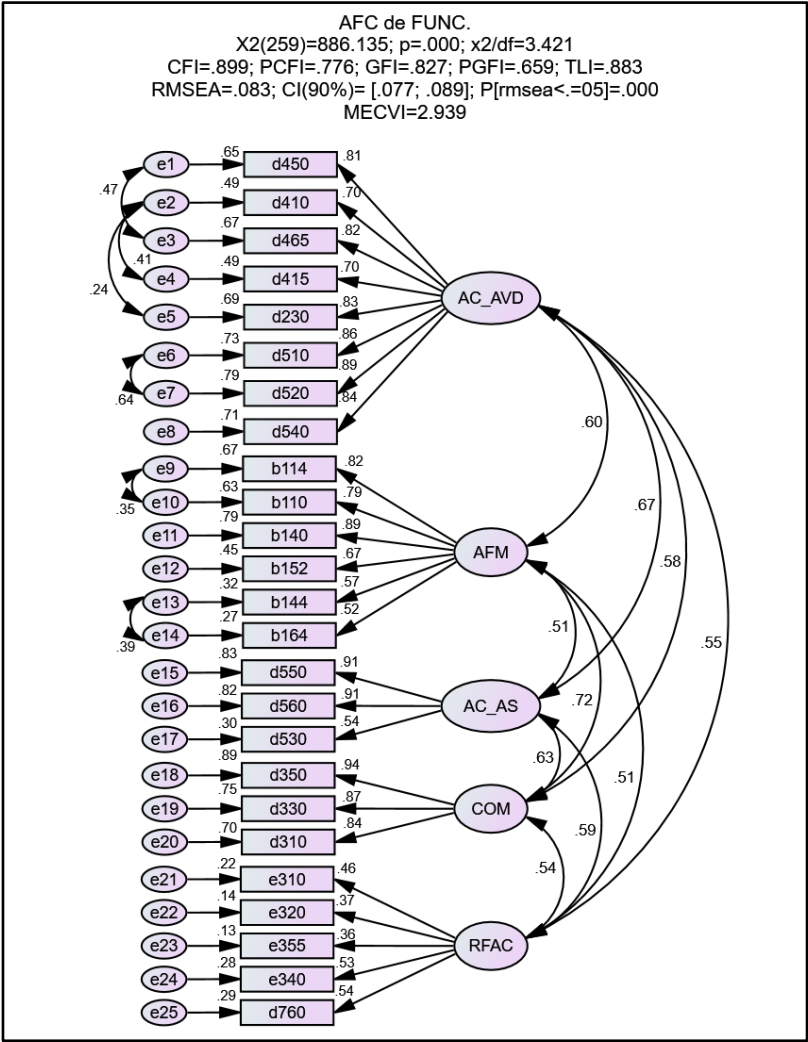 AFC de FUNC.
X2(259)=886.135; p=.000; x2/df=3.421
CFI=.899; PCFI=.776; GFI=.827; PGFI=.659; TLI=.883
RMSEA=.083; CI(90%)= [.077; .089]; P[rmsea<.=05]=.000
MECVI=2.939
e1 .65 d450 .81
.47
e2 .49 d410 .70
e3 .67 d465 .82
.41
e4 .49 d415 .70
AC_AVD
.24
e5 .69 d230 .83
e6 .73 d510 .86
e7 .79 d520 .89
.64
e8 .71 d540 .84
.60
e9 .67 b114 .82
e10 .63 b110 .79
.35
.67
e11 .79 b140 .89
AFM
e12 .45 b152 .67
.58
e13 .32 b144 .57
e14 .27 b164 .52
.39
.51
.55
e15 .83 d550 .91
e16 .82 d560 .91
AC_AS
.72
e17 .30 d530 .54
.63
e18 .89 d350 .94
.51
e19 .75 d330 .87
COM
e20 .70 d310 .84
.59
.54
e21 .22 e310 .46
e22 .14 e320 .37
e23 .13 e355 .36
RFAC
e24 .28 e340 .53
e25 .29 d760 .54